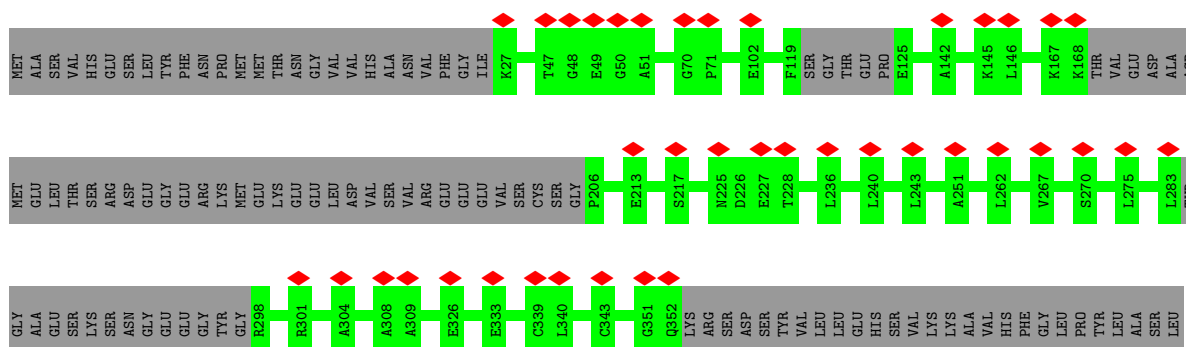 MET ALA SER VAL HIS GLU SER LEU TYR PHE ASN PRO MET MET THR ASN GLY VAL VAL HIS ALA ASN VAL PHE GLY ILE K27 T47 G48 E49 G50 A51 G70 P71 E102 F119 SER GLY THR GLU PRO E125 A142 K145 L146 K167 K168 THR VAL GLU ASP ALA
MET GLU LEU THR SER ARG ASP GLU GLY GLU ARG LYS MET GLU LYS GLU GLU LEU ASP VAL SER VAL ARG GLU GLU GLU VAL SER CYS SER GLY P206 E213 S217 N225 D226 E227 T228 L236 L240 L243 A251 L262 V267 S270 L275 L283
GLY ALA GLU SER LYS SER ASN GLY GLU GLU GLY TYR GLY R298 R301 A304 A308 A309 E326 E333 C339 L340 C343 G351 Q352 LYS ARG SER ASP SER TYR VAL LEU LEU GLU HIS SER VAL LYS LYS ALA VAL HIS PHE GLY LEU PRO TYR LEU ALA SER LEU